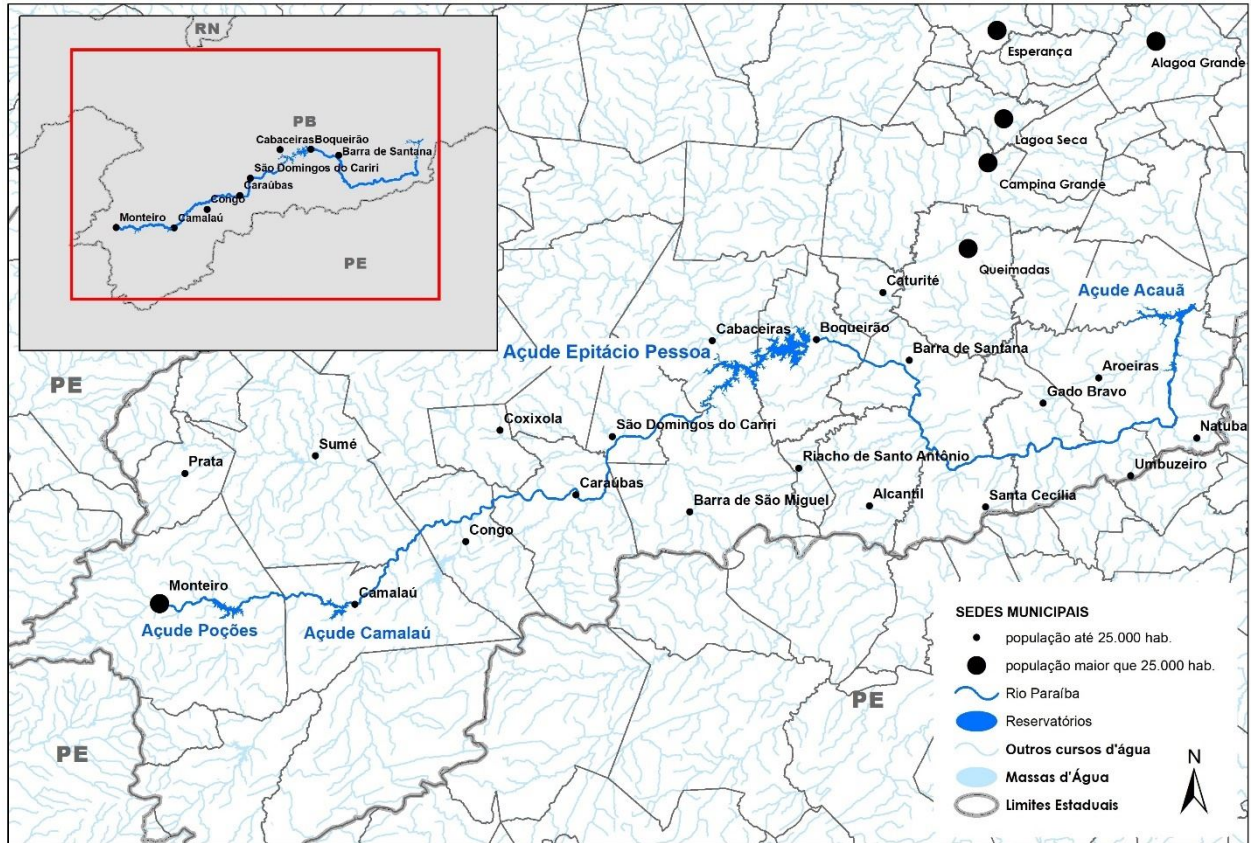 RN
PB
Cabaceiras
Boqueirão
Barra de Santana
São Domingos do Cariri
Caraúbas
Congo
Monteiro
Camalaú
PE
Esperança
Alagoa Grande
Lagoa Seca
Campina Grande
Queimadas
Caturité
Açude Acauã
Cabaceiras
Boqueirão
Açude Epitácio Pessoa
Barra de Santana
Aroeiras
PE
Gado Bravo
Coxixola
São Domingos do Cariri
Natuba
Sumé
Prata
Riacho de Santo Antônio
Umbuzeiro
Caraúbas
Barra de São Miguel
Alcantil
Santa Cecília
Congo
Monteiro
Camalaú
Açude Poções
Açude Camalaú
PE
PE
SEDES MUNICIPAIS
população até 25.000 hab.
população maior que 25.000 hab.
Rio Paraíba
Reservatórios
Outros cursos d'água
Massas d'Água
Limites Estaduais
N